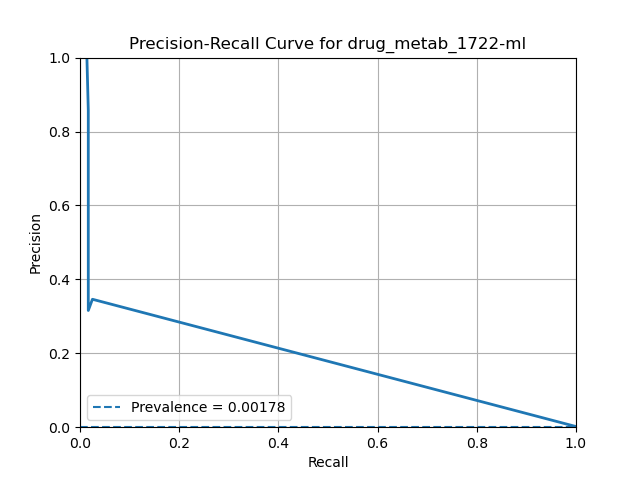 Precision-Recall Curve for drug_metab_1722-ml
1.0
0.8
0.6
0.4
0.2
0.0
Precision
Prevalence = 0.00178
0.0 0.2 0.4 0.6 0.8 1.0
Recall